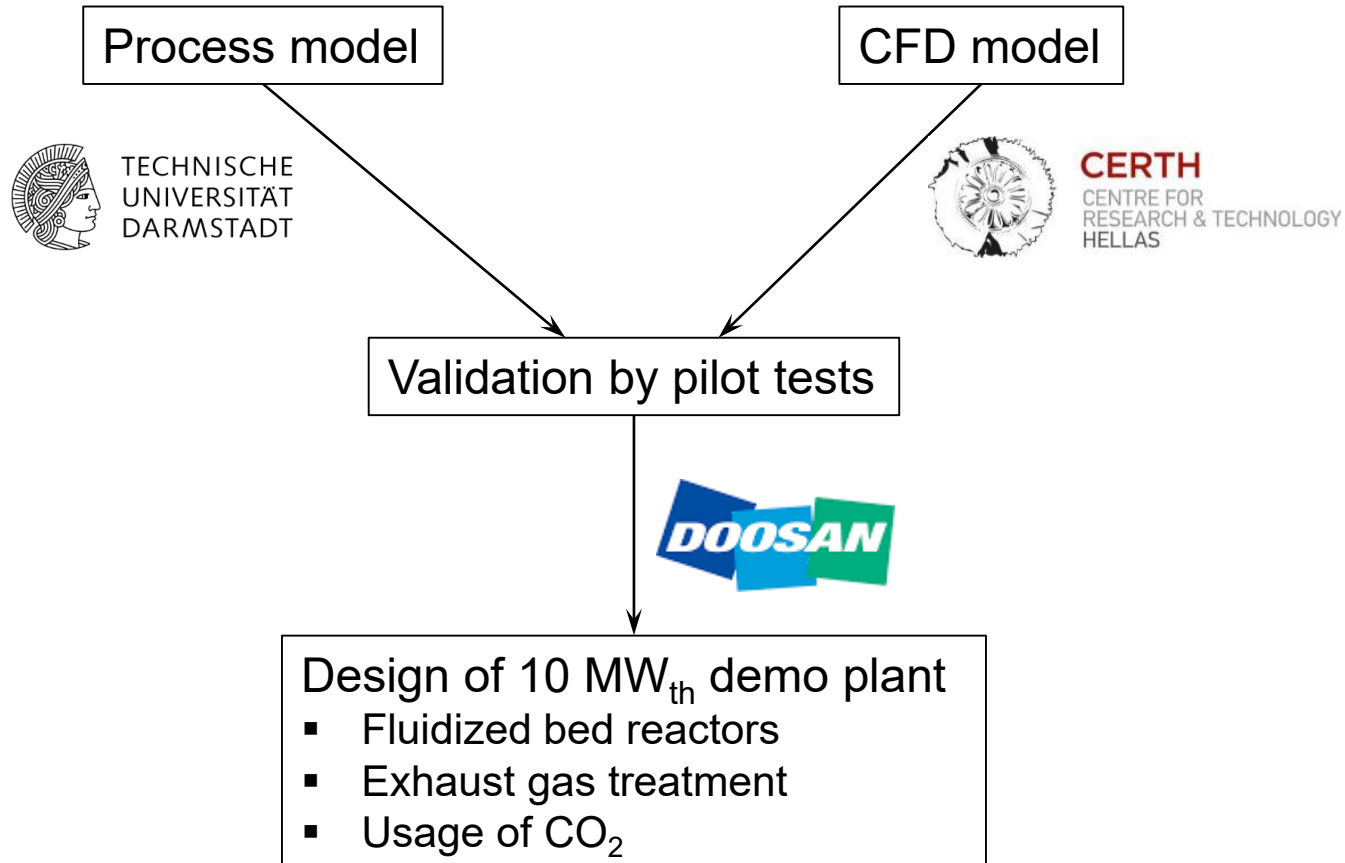 Process model
CFD model
TECHNISCHE
UNIVERSITÄT
DARMSTADT
CERTH
CENTRE FOR
RESEARCH & TECHNOLOGY
HELLAS
Validation by pilot tests
DOOSAN
Design of 10 MWth demo plant
▪ Fluidized bed reactors
▪ Exhaust gas treatment
▪ Usage of CO2